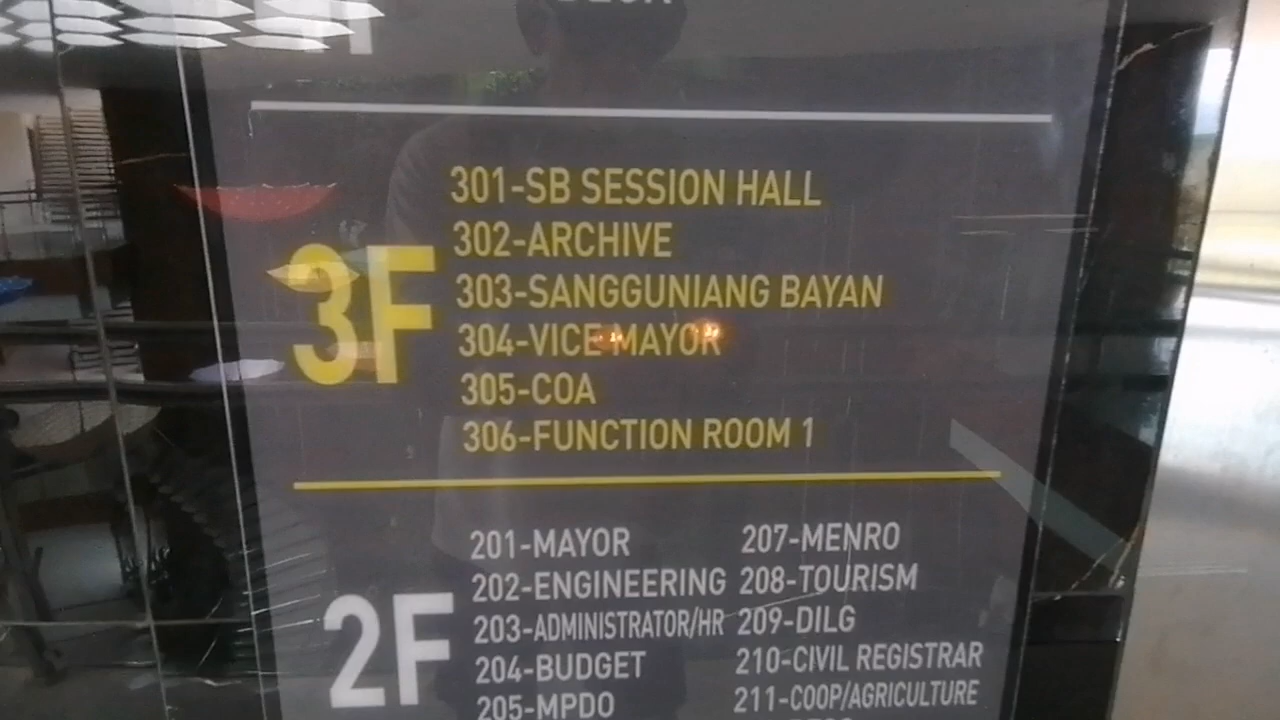 301-SB SESSION HALL
302-ARCHIVE
3F
303-SANGGUNIANG BAYAN
304-VICE MAYOR
305-COA
306-FUNCTION ROOM 1
201-MAYOR
202-ENGINEERING
2F
203-ADMINISTRATOR/HR
204-BUDGET
205-MPDO
207-MENRO
208-TOURISM
209-DILG
210-CIVIL REGISTRAR
211-COOP/AGRICULTURE